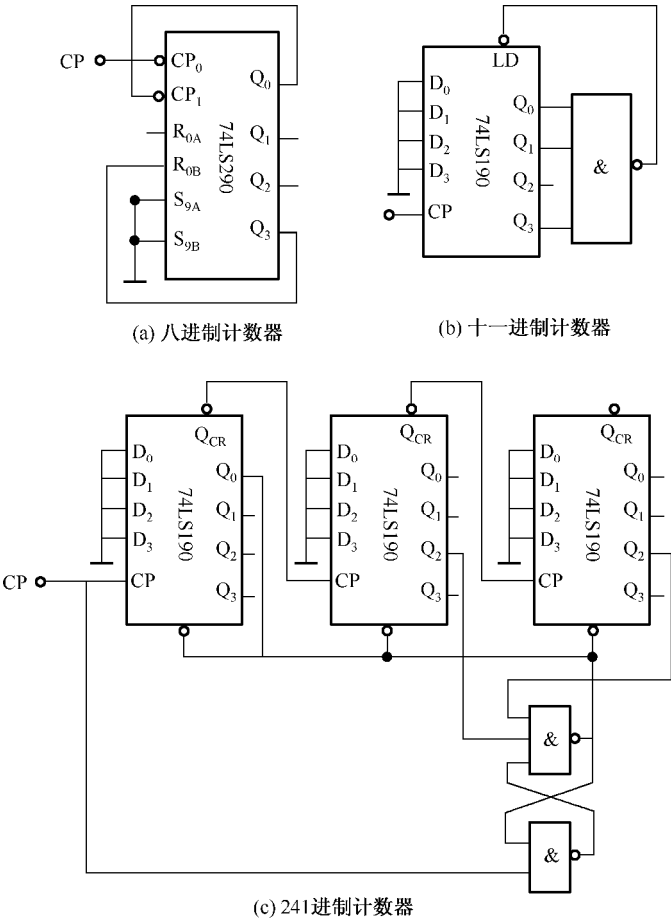 CP
CP₀
CP₁
R₀A
R₀B
S₉A
S₉B
74LS290
Q₀
Q₁
Q₂
Q₃
(a) 八进制计数器
LD
D₀
D₁
D₂
D₃
CP
74LS190
Q₀
Q₁
Q₂
Q₃
&
(b) 十一进制计数器
CP
Q_CR
D₀
D₁
D₂
D₃
CP
74LS190
Q₀
Q₁
Q₂
Q₃
Q_CR
D₀
D₁
D₂
D₃
CP
74LS190
Q₀
Q₁
Q₂
Q₃
Q_CR
D₀
D₁
D₂
D₃
CP
74LS190
Q₀
Q₁
Q₂
Q₃
&
&
(c) 241进制计数器